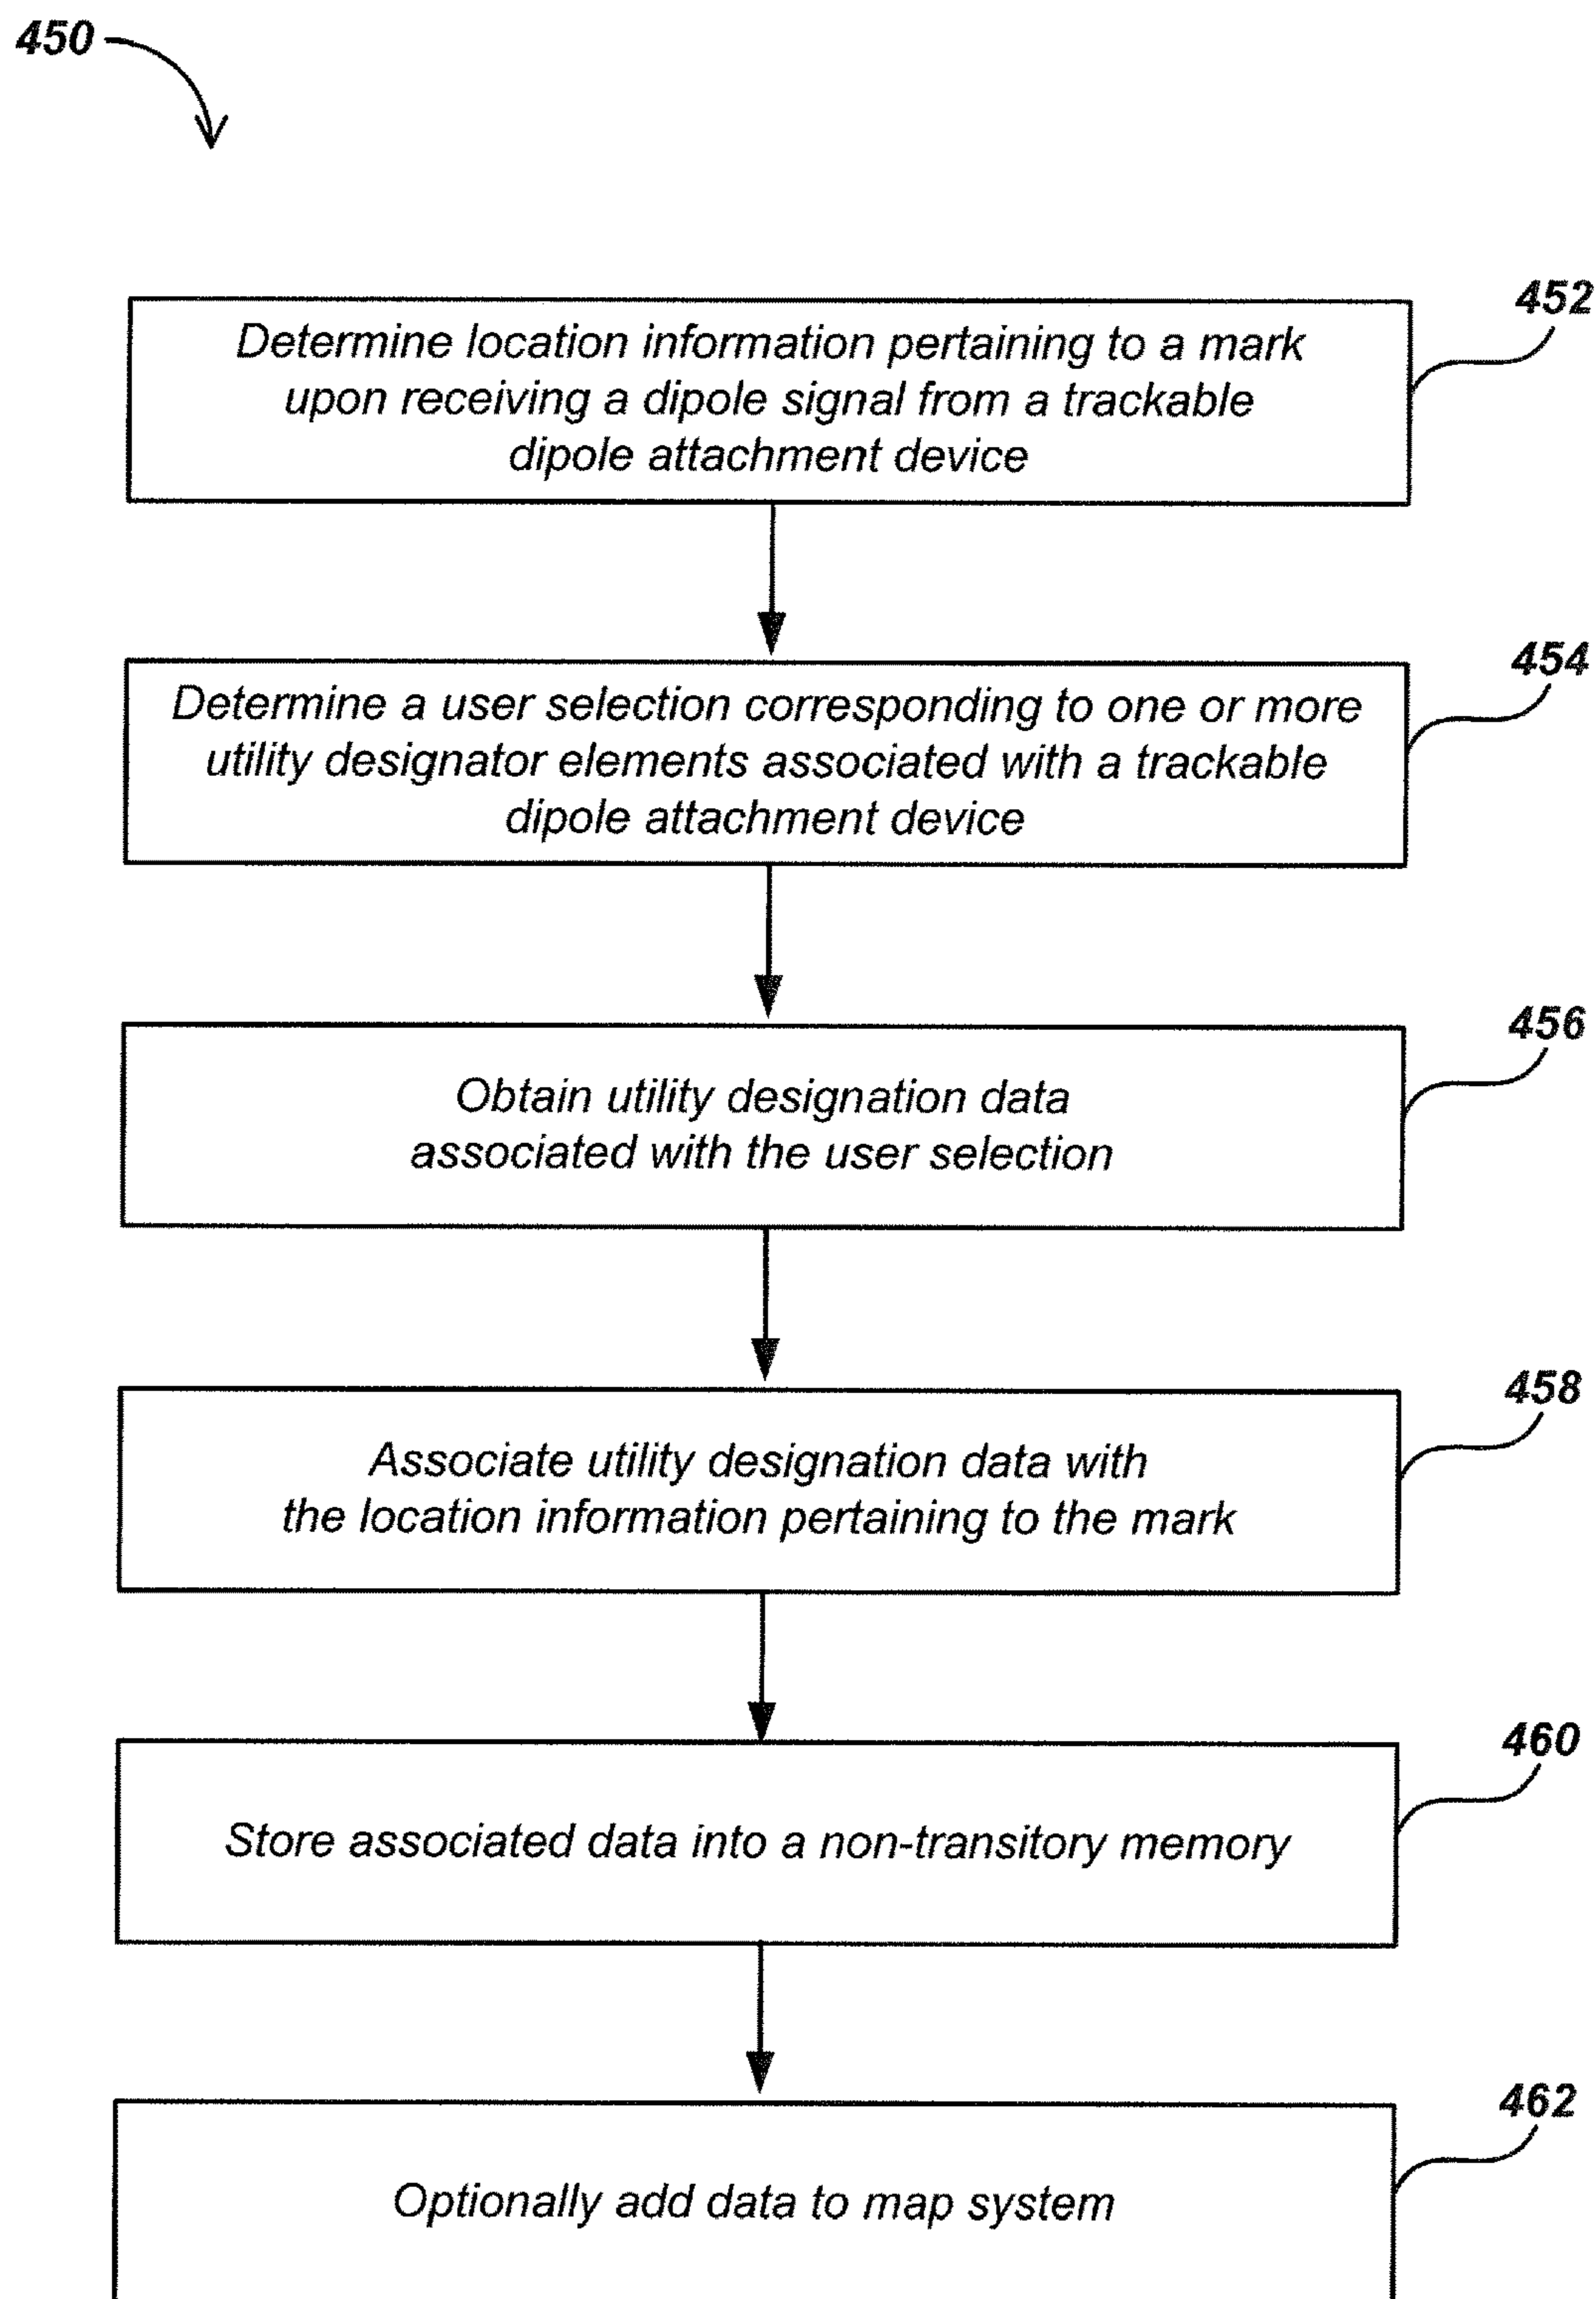 450
452
Determine location information pertaining to a mark
upon receiving a dipole signal from a trackable
dipole attachment device
454
Determine a user selection corresponding to one or more
utility designator elements associated with a trackable
dipole attachment device
456
Obtain utility designation data
associated with the user selection
458
Associate utility designation data with
the location information pertaining to the mark
460
Store associated data into a non-transitory memory
462
Optionally add data to map system